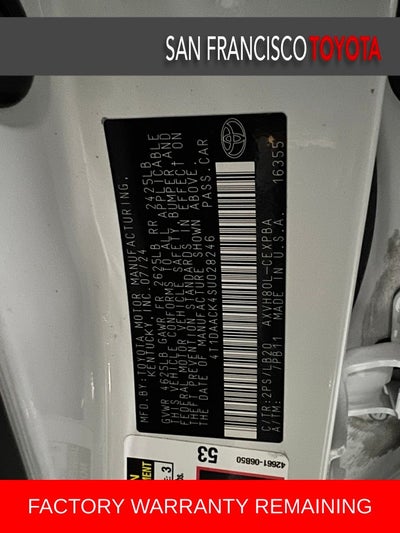 SAN FRANCISCO TOYOTA
MFD.BY:TOYOTA MOTOR MANUFACTURING,
KENTUCKY, INC. 07/24
GVWR 4625LB GAWR FR 2625LB RR 2425LB
THIS VEHICLE CONFORMS TO ALL APPLICABLE
FEDERAL MOTOR VEHICLE SAFETY, BUMPER AND
THEFT PREVENTION STANDARDS IN EFFECT ON
THE DATE OF MANUFACTURE SHOWN ABOVE.
4T1DAACK4SU028246 PASS.CAR
C/TR:2PS/LB20 AXVH80L-CEXPBA
A/TM: P811 MADE IN U.S.A. 16355
42661-06B50
53
FACTORY WARRANTY REMAINING